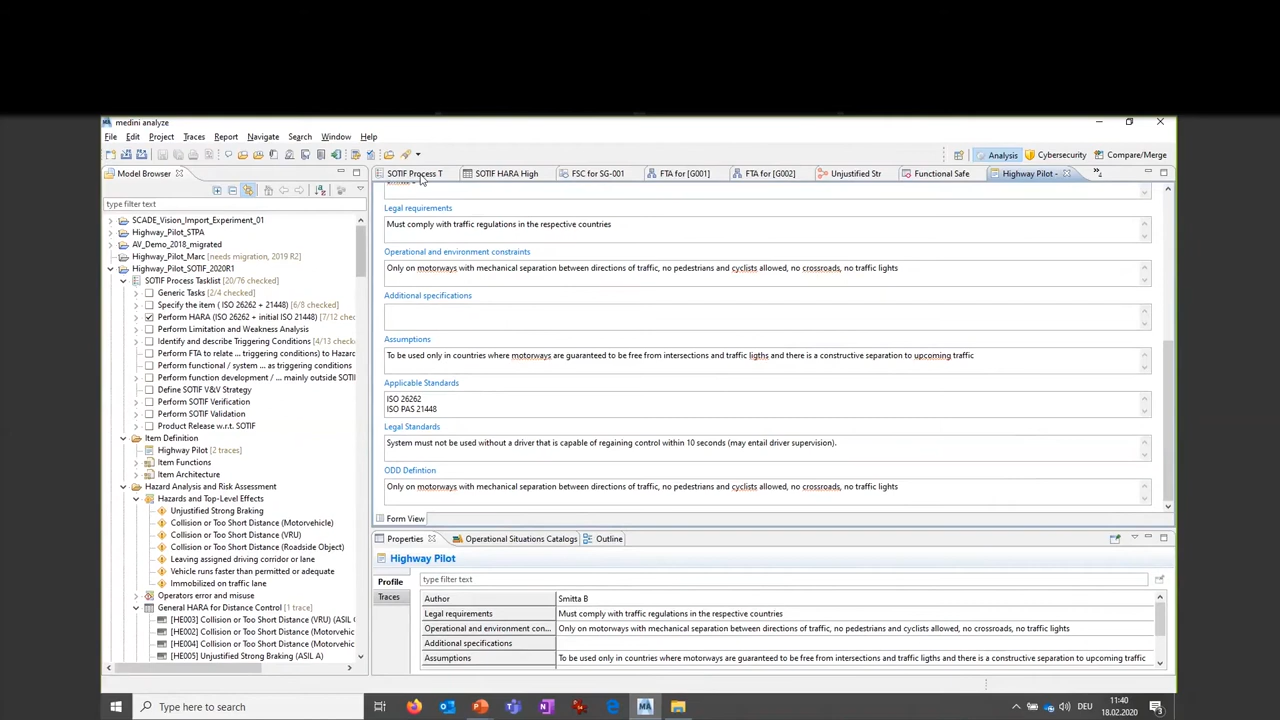 medini analyze
File Edit Project Traces Report Navigate Search Window Help
Analysis Cybersecurity Compare/Merge
Model Browser
type filter text
SCADE_Vision_Import_Experiment_01
Highway_Pilot_STPA
AV_Demo_2018_migrated
Highway_Pilot_Marc [needs migration, 2019 R2]
Highway_Pilot_SOTIF_2020R1
SOTIF Process Tasklist [20/76 checked]
Generic Tasks [2/4 checked]
Specify the item ( ISO 26262 + 21448) [6/8 checked]
Perform HARA (ISO 26262 + initial ISO 21448) [7/12 chec
Perform Limitation and Weakness Analysis
Identify and describe Triggering Conditions [4/13 checked]
Perform FTA to relate ... triggering conditions) to Hazard
Perform functional / system ... as triggering conditions
Perform function development / ... mainly outside SOTIF
Define SOTIF V&V Strategy
Perform SOTIF Verification
Perform SOTIF Validation
Product Release w.r.t. SOTIF
Item Definition
Highway Pilot [2 traces]
Item Functions
Item Architecture
Hazard Analysis and Risk Assessment
Hazards and Top-Level Effects
Unjustified Strong Braking
Collision or Too Short Distance (Motorvehicle)
Collision or Too Short Distance (VRU)
Collision or Too Short Distance (Roadside Object)
Leaving assigned driving corridor or lane
Vehicle runs faster than permitted or adequate
Immobilized on traffic lane
Operators error and misuse
General HARA for Distance Control [1 trace]
[HE003] Collision or Too Short Distance (VRU) (ASIL
[HE002] Collision or Too Short Distance (Motorvehic
[HE004] Collision or Too Short Distance (Motorvehic
[HE005] Unjustified Strong Braking (ASIL A)
SOTIF Process T SOTIF HARA High FSC for SG-001 FTA for [G001] FTA for [G002] Unjustified Str Functional Safe Highway Pilot -
Legal requirements
Must comply with traffic regulations in the respective countries
Operational and environment constraints
Only on motorways with mechanical separation between directions of traffic, no pedestrians and cyclists allowed, no crossroads, no traffic lights
Additional specifications
Assumptions
To be used only in countries where motorways are guaranteed to be free from intersections and traffic ligths and there is a constructive separation to upcoming traffic
Applicable Standards
ISO 26262
ISO PAS 21448
Legal Standards
System must not be used without a driver that is capable of regaining control within 10 seconds (may entail driver supervision).
ODD Defintion
Only on motorways with mechanical separation between directions of traffic, no pedestrians and cyclists allowed, no crossroads, no traffic lights
Form View
Properties Operational Situations Catalogs Outline
Highway Pilot
Profile
Traces
type filter text
Author Smitta B
Legal requirements Must comply with traffic regulations in the respective countries
Operational and environment con... Only on motorways with mechanical separation between directions of traffic, no pedestrians and cyclists allowed, no crossroads, no traffic lights
Additional specifications
Assumptions To be used only in countries where motorways are guaranteed to be free from intersections and traffic ligths and there is a constructive separation to upcoming traffic
Type here to search
MA
DEU
11:40
18.02.2020